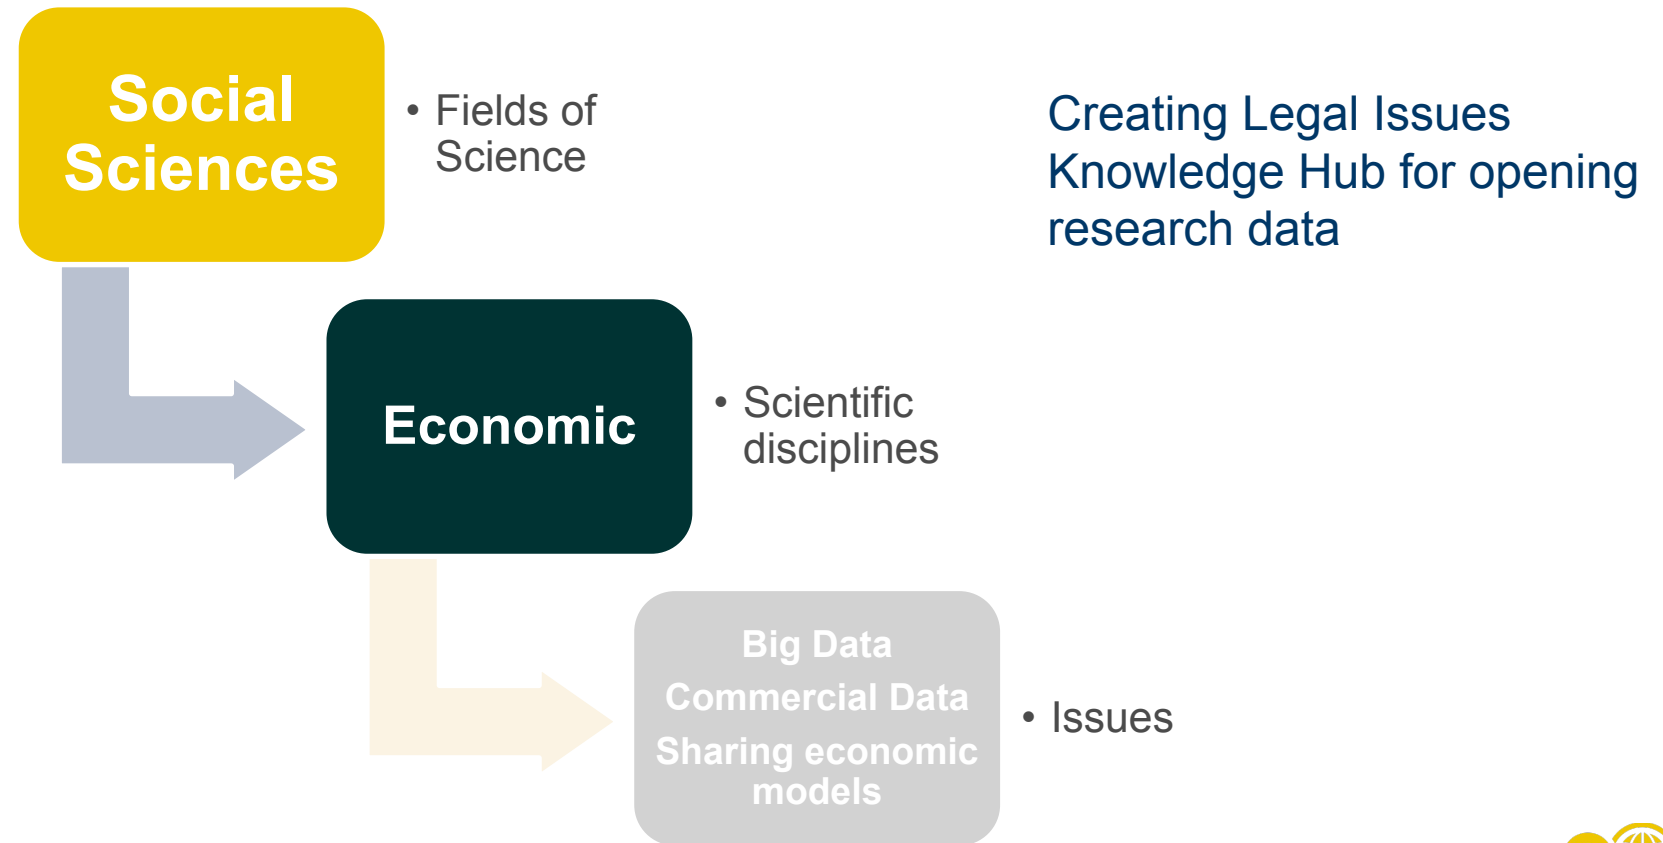 Social
Sciences
• Fields of
Science
Creating Legal Issues
Knowledge Hub for opening
research data
Economic
• Scientific
disciplines
Big Data
Commercial Data
Sharing economic
models
• Issues